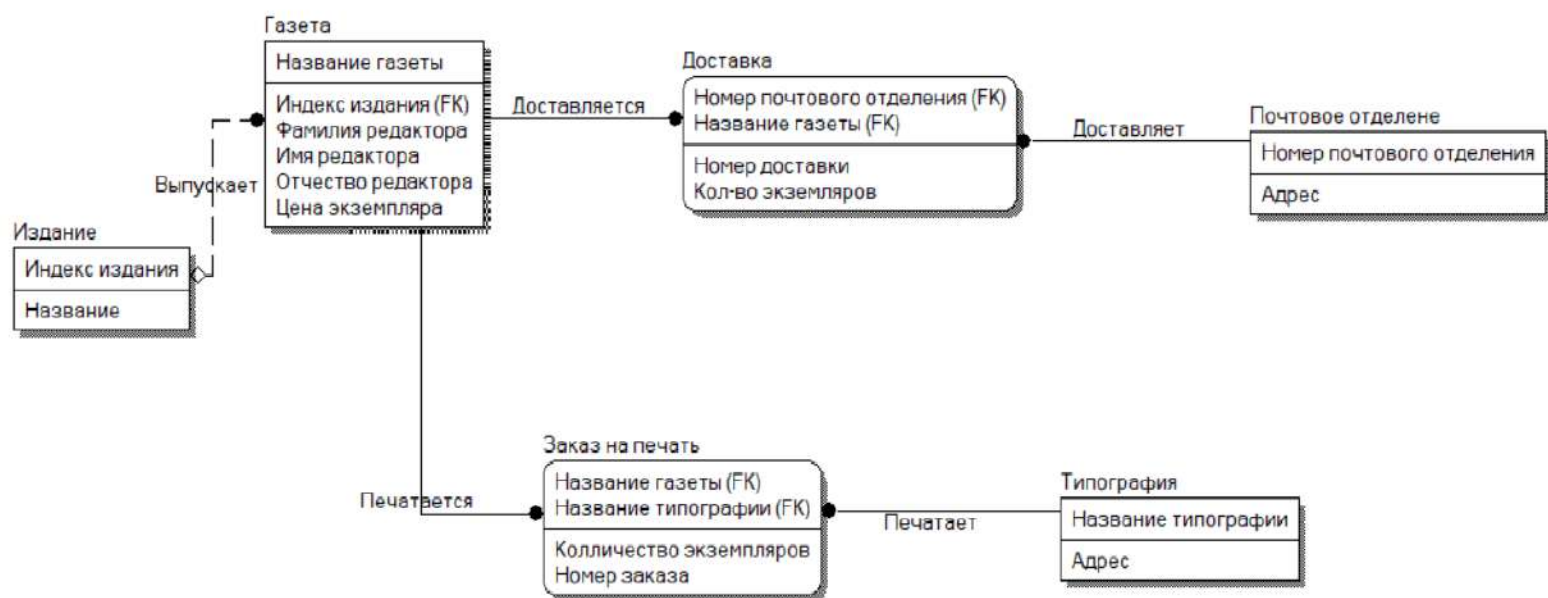 Газета
Название газеты
Индекс издания (FK)
Фамилия редактора
Имя редактора
Отчество редактора
Цена экземпляра
Выпускает
Издание
Индекс издания
Название
Доставляется
Доставка
Номер почтового отделения (FK)
Название газеты (FK)
Номер доставки
Кол-во экземляров
Доставляет
Почтовое отделене
Номер почтового отделения
Адрес
Печатается
Заказ на печать
Название газеты (FK)
Название типографии (FK)
Колличество экземпляров
Номер заказа
Печатает
Типография
Название типографии
Адрес